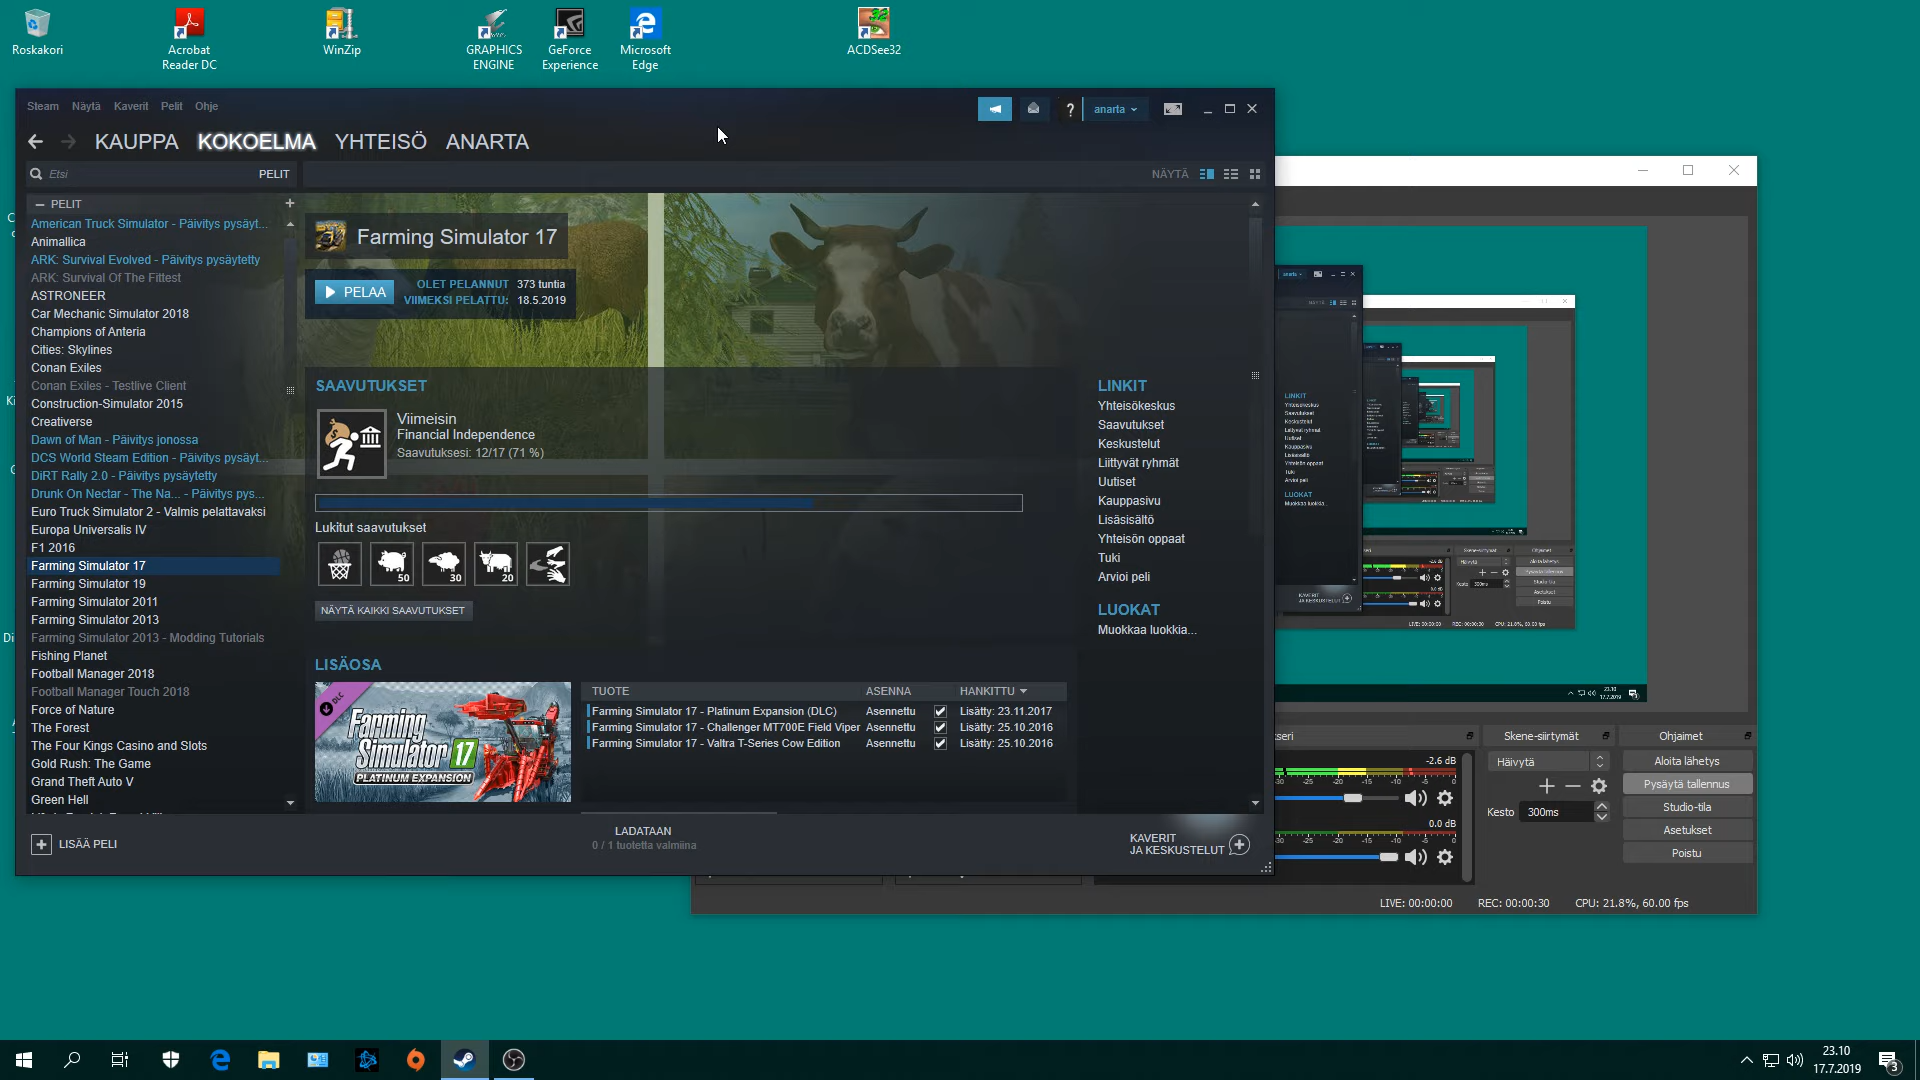 Roskakori
Acrobat
Reader DC
WinZip
GRAPHICS
ENGINE
GeForce
Experience
Microsoft
Edge
ACDSee32
Steam Näytä Kaverit Pelit Ohje
anarta
KAUPPA KOKOELMA YHTEISÖ ANARTA
Etsi PELIT
NÄYTÄ
PELIT
American Truck Simulator - Päivitys pysäyt...
Animallica
ARK: Survival Evolved - Päivitys pysäytetty
ARK: Survival Of The Fittest
ASTRONEER
Car Mechanic Simulator 2018
Champions of Anteria
Cities: Skylines
Conan Exiles
Conan Exiles - Testlive Client
Construction-Simulator 2015
Creativerse
Dawn of Man - Päivitys jonossa
DCS World Steam Edition - Päivitys pysäyt...
DiRT Rally 2.0 - Päivitys pysäytetty
Drunk On Nectar - The Na... - Päivitys pys...
Euro Truck Simulator 2 - Valmis pelattavaksi
Europa Universalis IV
F1 2016
Farming Simulator 17
Farming Simulator 19
Farming Simulator 2011
Farming Simulator 2013
Farming Simulator 2013 - Modding Tutorials
Fishing Planet
Football Manager 2018
Football Manager Touch 2018
Force of Nature
The Forest
The Four Kings Casino and Slots
Gold Rush: The Game
Grand Theft Auto V
Green Hell
LISÄÄ PELI
Farming Simulator 17
PELAA
OLET PELANNUT 373 tuntia
VIIMEKSI PELATTU: 18.5.2019
SAAVUTUKSET
Viimeisin
Financial Independence
Saavutuksesi: 12/17 (71 %)
Lukitut saavutukset
50 30 20
NÄYTÄ KAIKKI SAAVUTUKSET
LISÄOSA
DLC
Farming
Simulator 17
PLATINUM EXPANSION
TUOTE ASENNA HANKITTU
Farming Simulator 17 - Platinum Expansion (DLC) Asennettu Lisätty: 23.11.2017
Farming Simulator 17 - Challenger MT700E Field Viper Asennettu Lisätty: 25.10.2016
Farming Simulator 17 - Valtra T-Series Cow Edition Asennettu Lisätty: 25.10.2016
LINKIT
Yhteisökeskus
Saavutukset
Keskustelut
Liittyvät ryhmät
Uutiset
Kauppasivu
Lisäsisältö
Yhteisön oppaat
Tuki
Arvioi peli
LUOKAT
Muokkaa luokkia...
LADATAAN
0 / 1 tuotetta valmiina
KAVERIT
JA KESKUSTELUT
Skene-siirtymät
Häivytä
Kesto 300ms
Ohjaimet
Aloita lähetys
Pysäytä tallennus
Studio-tila
Asetukset
Poistu
-2.6 dB
0.0 dB
LIVE: 00:00:00 REC: 00:00:30 CPU: 21.8%, 60.00 fps
23.10
17.7.2019
3